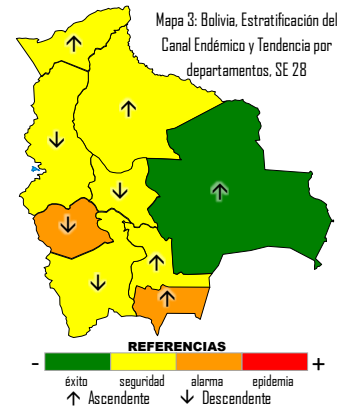 Mapa 3: Bolivia, Estratificación del
Canal Endémico y Tendencia por
departamentos, SE 28
REFERENCIAS
- +
éxito seguridad alarma epidemia
↑ Ascendente ↓ Descendente